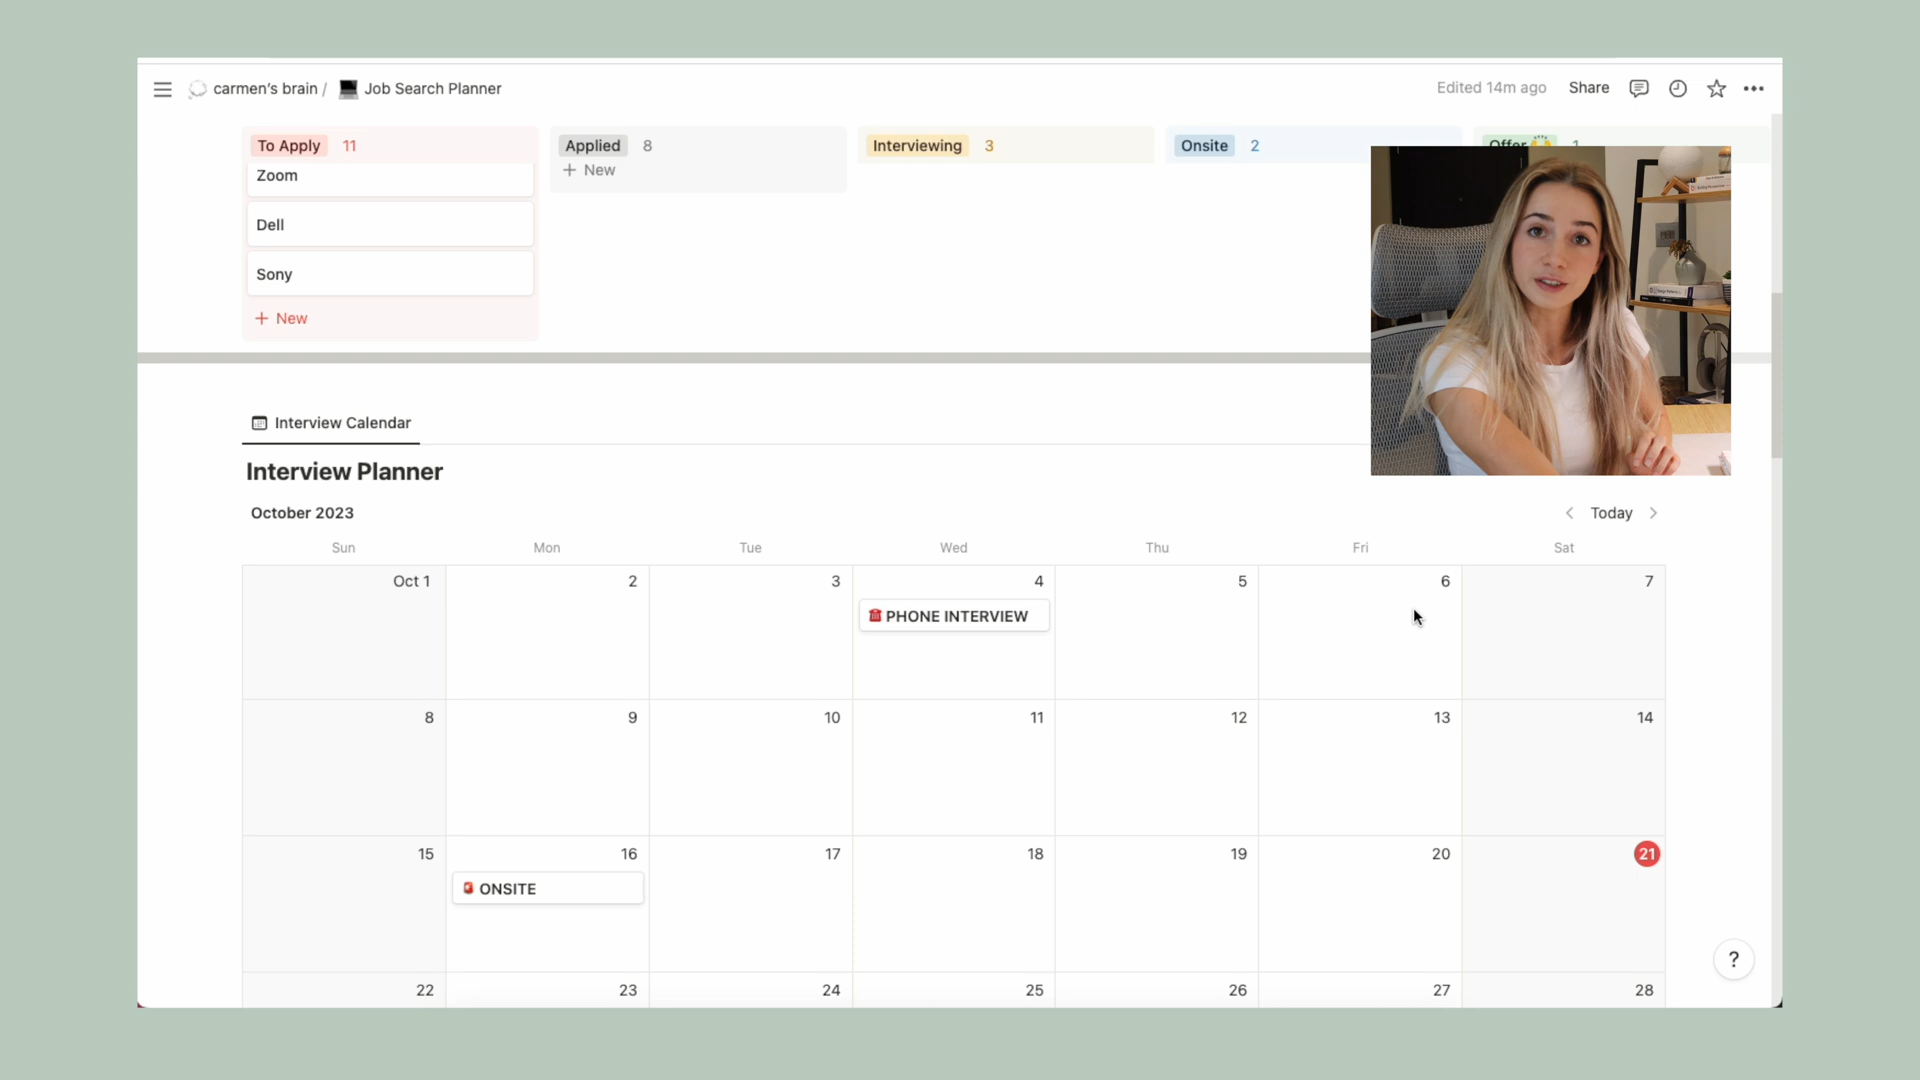 carmen's brain / Job Search Planner
Edited 14m ago Share
To Apply 11
Applied 8
Interviewing 3
Onsite 2
Offer 1
Zoom
+ New
Dell
Sony
+ New
Interview Calendar
Interview Planner
October 2023
Today
Sun Mon Tue Wed Thu Fri Sat
Oct 1 2 3 4 5 6 7
PHONE INTERVIEW
8 9 10 11 12 13 14
15 16 17 18 19 20 21
ONSITE
?
22 23 24 25 26 27 28